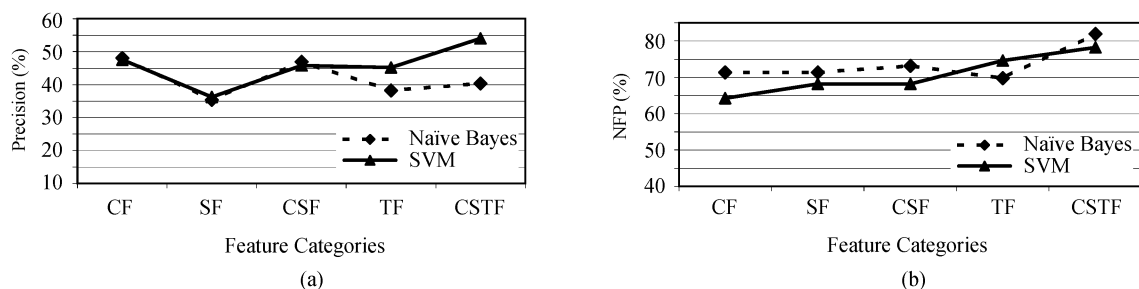 60
50
40
30
20
10
Precision (%)
Naïve Bayes
SVM
CF SF CSF TF CSTF
Feature Categories
(a)
80
70
60
50
40
NFP (%)
Naïve Bayes
SVM
CF SF CSF TF CSTF
Feature Categories
(b)